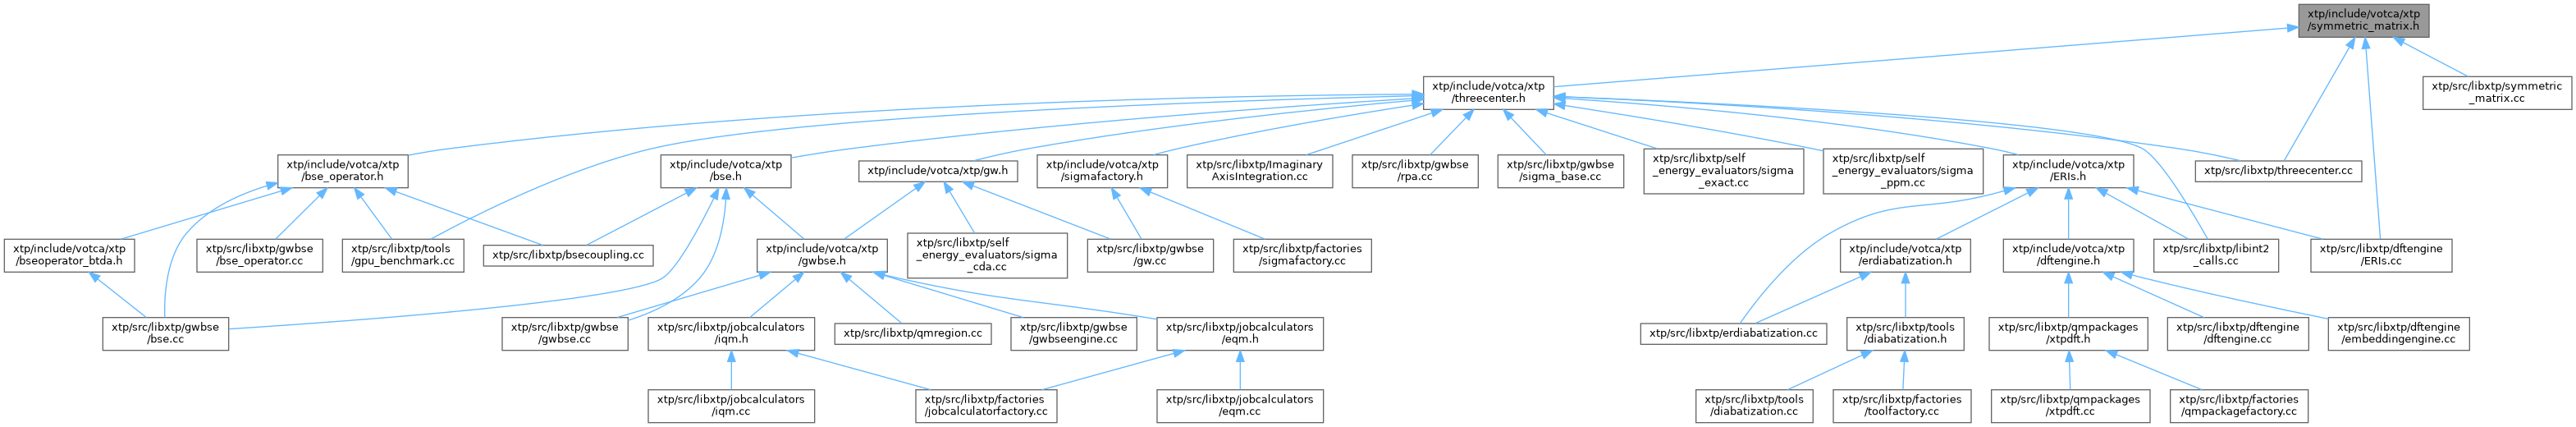 xtp/include/votca/xtp
/symmetric_matrix.h
xtp/include/votca/xtp
/threecenter.h
xtp/src/libxtp/symmetric
_matrix.cc
xtp/include/votca/xtp
/bse_operator.h
xtp/include/votca/xtp
/bse.h
xtp/include/votca/xtp/gw.h
xtp/include/votca/xtp
/sigmafactory.h
xtp/src/libxtp/Imaginary
AxisIntegration.cc
xtp/src/libxtp/gwbse
/rpa.cc
xtp/src/libxtp/gwbse
/sigma_base.cc
xtp/src/libxtp/self
_energy_evaluators/sigma
_exact.cc
xtp/src/libxtp/self
_energy_evaluators/sigma
_ppm.cc
xtp/include/votca/xtp
/ERIs.h
xtp/src/libxtp/threecenter.cc
xtp/include/votca/xtp
/bseoperator_btda.h
xtp/src/libxtp/gwbse
/bse_operator.cc
xtp/src/libxtp/tools
/gpu_benchmark.cc
xtp/src/libxtp/bsecoupling.cc
xtp/include/votca/xtp
/gwbse.h
xtp/src/libxtp/self
_energy_evaluators/sigma
_cda.cc
xtp/src/libxtp/gwbse
/gw.cc
xtp/src/libxtp/factories
/sigmafactory.cc
xtp/include/votca/xtp
/erdiabatization.h
xtp/include/votca/xtp
/dftengine.h
xtp/src/libxtp/libint2
_calls.cc
xtp/src/libxtp/dftengine
/ERIs.cc
xtp/src/libxtp/gwbse
/bse.cc
xtp/src/libxtp/gwbse
/gwbse.cc
xtp/src/libxtp/jobcalculators
/iqm.h
xtp/src/libxtp/qmregion.cc
xtp/src/libxtp/gwbse
/gwbseengine.cc
xtp/src/libxtp/jobcalculators
/eqm.h
xtp/src/libxtp/erdiabatization.cc
xtp/src/libxtp/tools
/diabatization.h
xtp/src/libxtp/qmpackages
/xtpdft.h
xtp/src/libxtp/dftengine
/dftengine.cc
xtp/src/libxtp/dftengine
/embeddingengine.cc
xtp/src/libxtp/jobcalculators
/iqm.cc
xtp/src/libxtp/factories
/jobcalculatorfactory.cc
xtp/src/libxtp/jobcalculators
/eqm.cc
xtp/src/libxtp/tools
/diabatization.cc
xtp/src/libxtp/factories
/toolfactory.cc
xtp/src/libxtp/qmpackages
/xtpdft.cc
xtp/src/libxtp/factories
/qmpackagefactory.cc